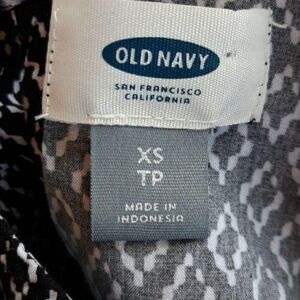 OLD NAVY
SAN FRANCISCO
CALIFORNIA
XS
TP
MADE IN
INDONESIA